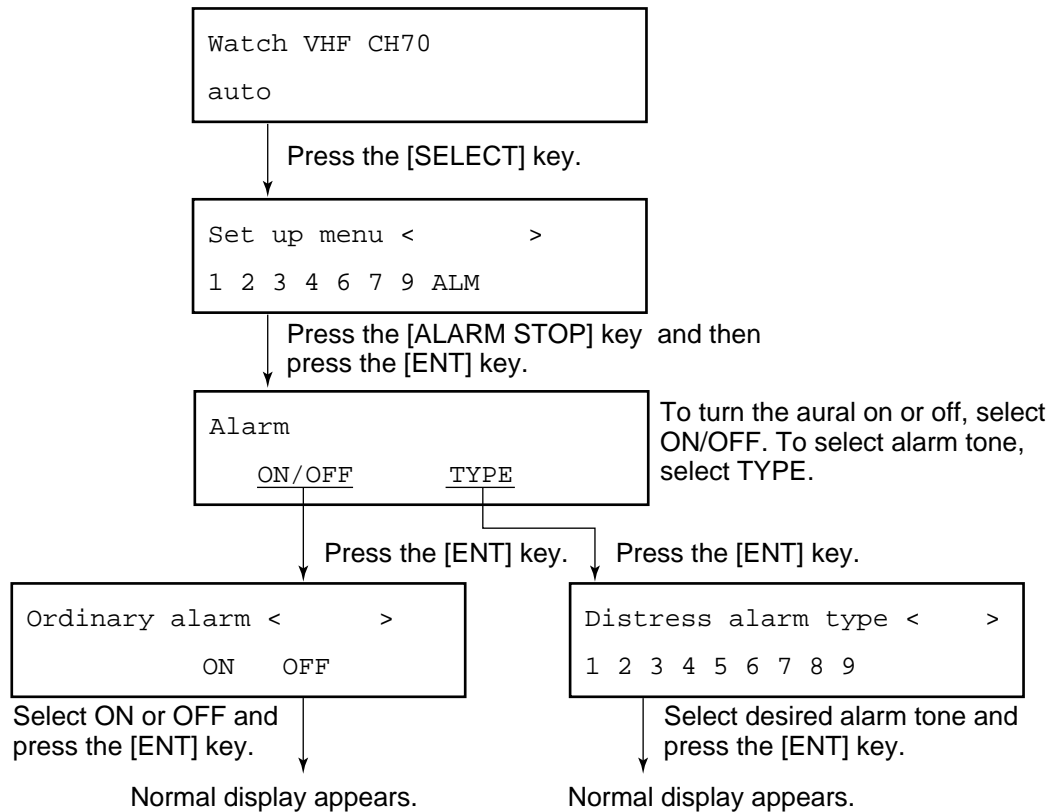 Watch VHF CH70
auto
Press the [SELECT] key.
Set up menu < >
1 2 3 4 6 7 9 ALM
Press the [ALARM STOP] key and then
press the [ENT] key.
Alarm
ON/OFF TYPE
To turn the aural on or off, select
ON/OFF. To select alarm tone,
select TYPE.
Press the [ENT] key.
Press the [ENT] key.
Ordinary alarm < >
ON OFF
Distress alarm type < >
1 2 3 4 5 6 7 8 9
Select ON or OFF and
press the [ENT] key.
Select desired alarm tone and
press the [ENT] key.
Normal display appears.
Normal display appears.